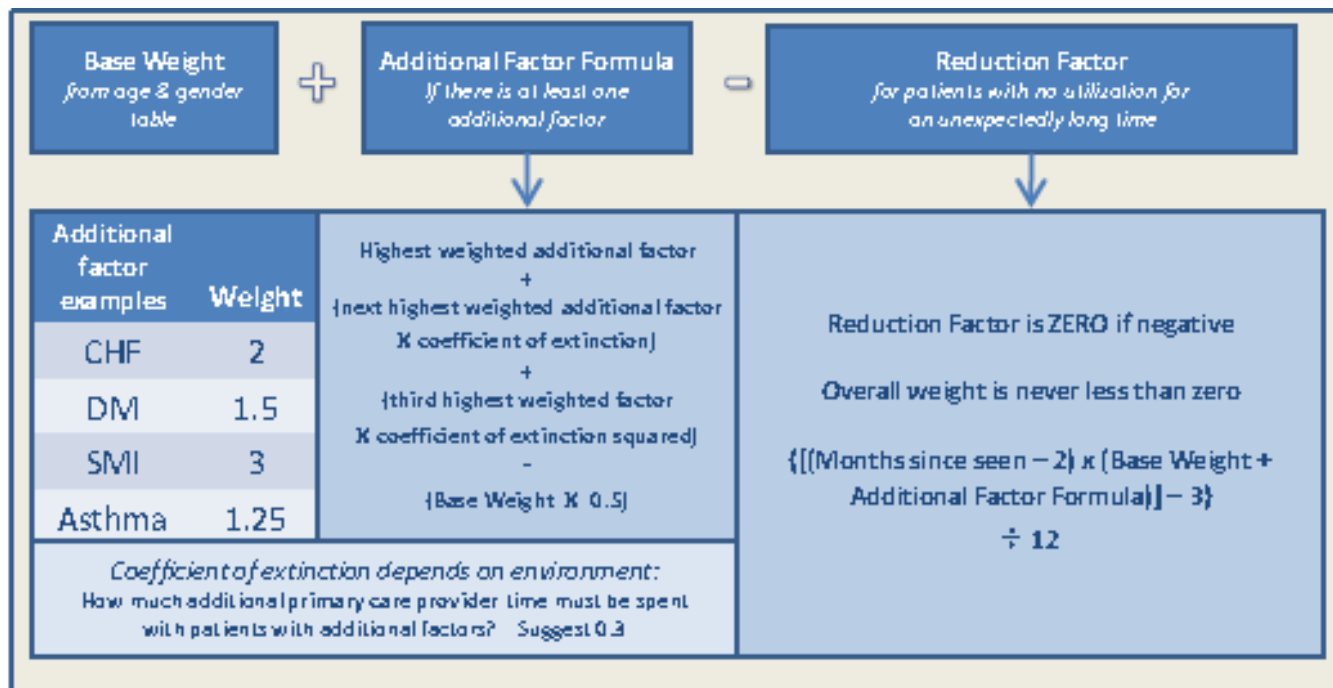 Base Weight
from age & gender
table
+
Additional Factor Formula
If there is at least one
additional factor
-
Reduction Factor
for patients with no utilization for
an unexpectedly long time
Additional
factor
examples Weight
CHF 2
DM 1.5
SMI 3
Asthma 1.25
Highest weighted additional factor
+
(next highest weighted additional factor
X coefficient of extinction)
+
(third highest weighted factor
X coefficient of extinction squared)
-
(Base Weight X 0.5)
Reduction Factor is ZERO if negative
Overall weight is never less than zero
{[(Months since seen – 2) x (Base Weight +
Additional Factor Formula)] – 3}
÷ 12
Coefficient of extinction depends on environment:
How much additional primary care provider time must be spent
with patients with additional factors? Suggest 0.3